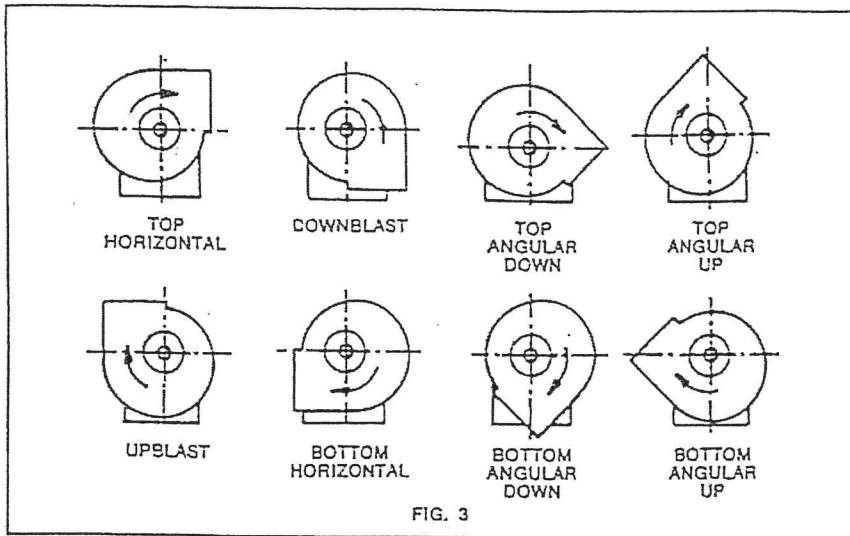 TOP
HORIZONTAL
DOWNBLAST
TOP
ANGULAR
DOWN
TOP
ANGULAR
UP
UPBLAST
BOTTOM
HORIZONTAL
BOTTOM
ANGULAR
DOWN
BOTTOM
ANGULAR
UP
FIG. 3